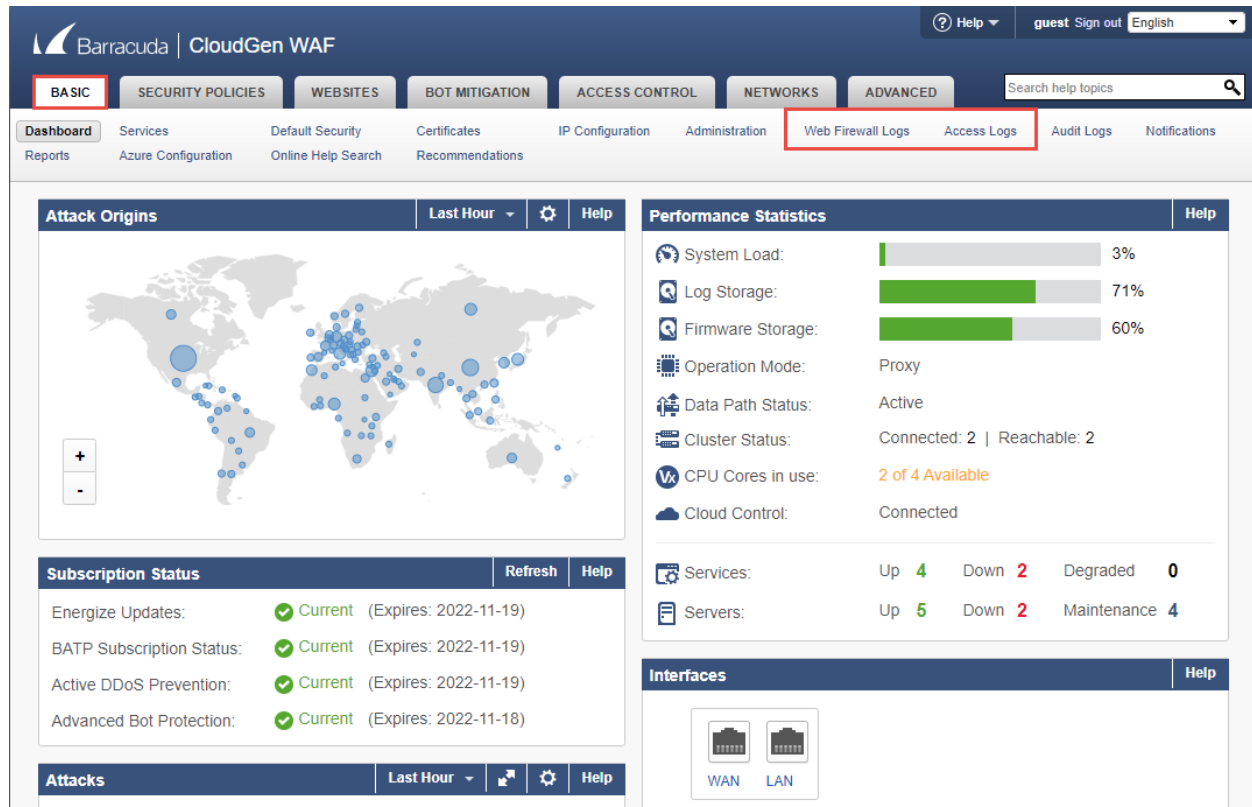 Help guest Sign out English
Barracuda | CloudGen WAF
BASIC SECURITY POLICIES WEBSITES BOT MITIGATION ACCESS CONTROL NETWORKS ADVANCED Search help topics
Dashboard Services Default Security Certificates IP Configuration Administration Web Firewall Logs Access Logs Audit Logs Notifications
Reports Azure Configuration Online Help Search Recommendations
Attack Origins Last Hour Help
+
-
Performance Statistics Help
System Load: 3%
Log Storage: 71%
Firmware Storage: 60%
Operation Mode: Proxy
Data Path Status: Active
Cluster Status: Connected: 2 | Reachable: 2
Vx CPU Cores in use: 2 of 4 Available
Cloud Control: Connected
Services: Up 4 Down 2 Degraded 0
Servers: Up 5 Down 2 Maintenance 4
Subscription Status Refresh Help
Energize Updates: Current (Expires: 2022-11-19)
BATP Subscription Status: Current (Expires: 2022-11-19)
Active DDoS Prevention: Current (Expires: 2022-11-19)
Advanced Bot Protection: Current (Expires: 2022-11-18)
Interfaces Help
WAN LAN
Attacks Last Hour Help